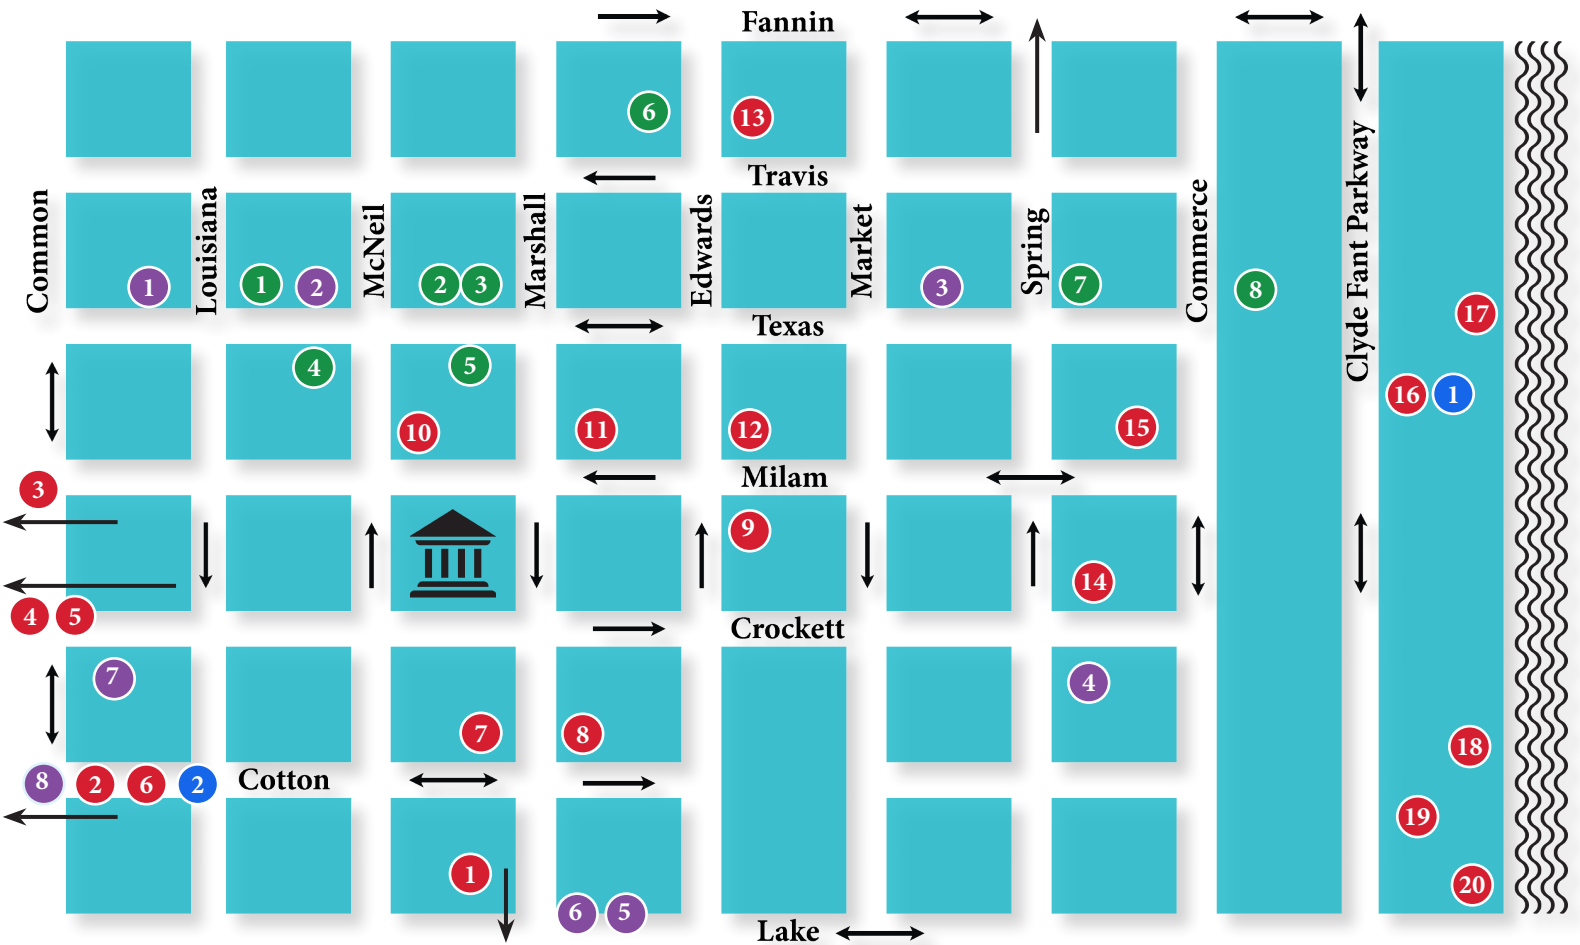 Fannin
6
13
Travis
Common
Louisiana
McNeil
Marshall
Edwards
Market
Spring
Commerce
Clyde Fant Parkway
1
1
2
2
3
3
7
8
17
Texas
4
5
16
1
10
11
12
15
Milam
3
9
14
4
5
Crockett
7
4
7
8
18
8
2
6
2
Cotton
19
1
20
6
5
Lake